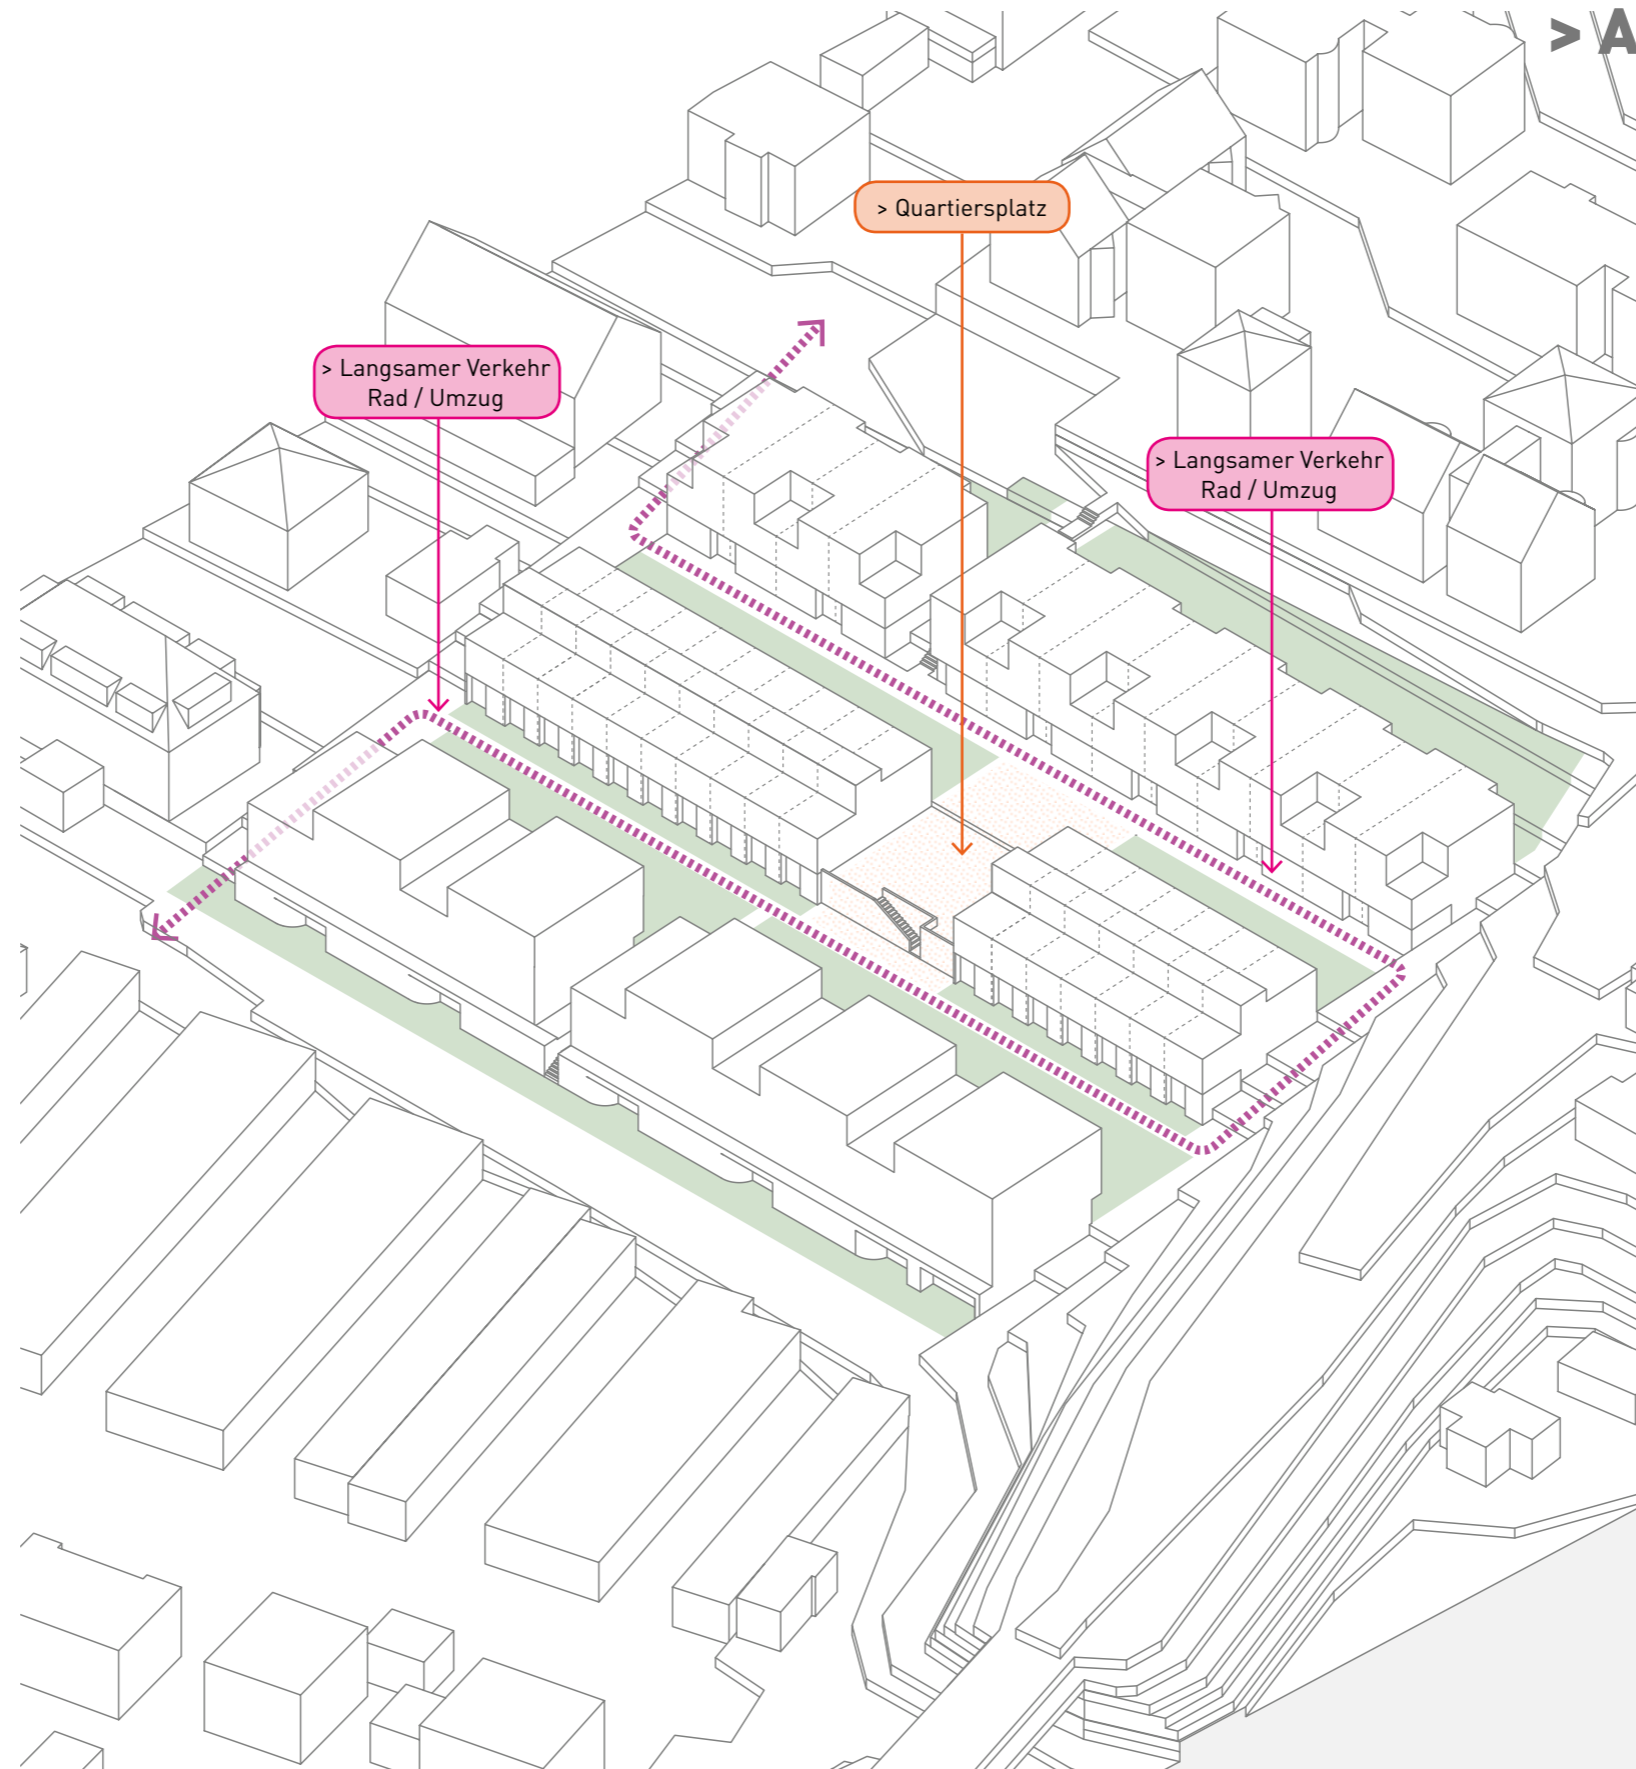 > A
> Quartiersplatz
> Langsamer Verkehr
Rad / Umzug
> Langsamer Verkehr
Rad / Umzug